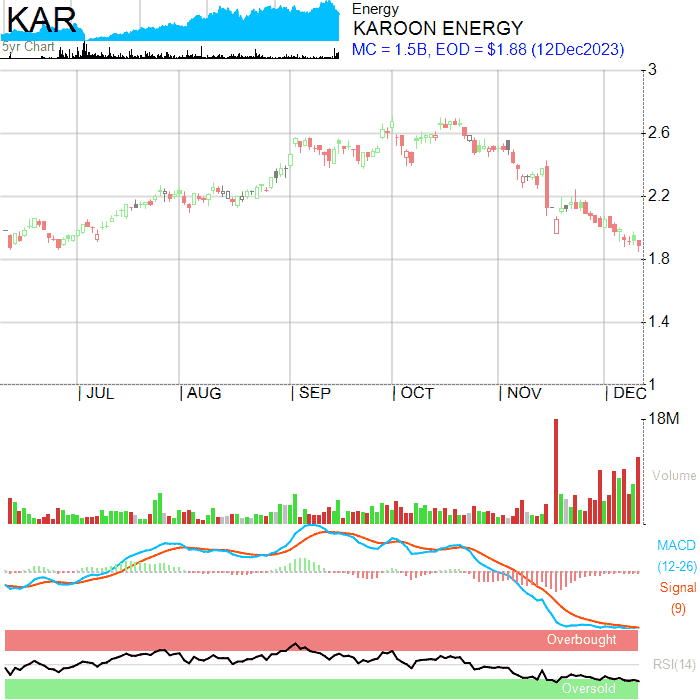 KAR
5yr Chart
Energy
KAROON ENERGY
MC = 1.5B, EOD = $1.88 (12Dec2023)
3
2.6
2.2
1.8
1.4
1
| JUL | AUG | SEP | OCT | NOV | DEC
18M
Volume
MACD
(12-26)
Signal
(9)
Overbought
RSI(14)
Oversold